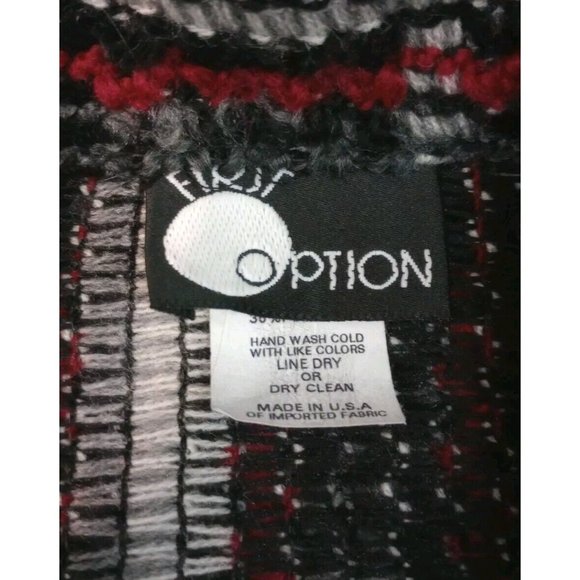 FIRST
OPTION
HAND WASH COLD
WITH LIKE COLORS
LINE DRY
OR
DRY CLEAN
MADE IN U.S.A
OF IMPORTED FABRIC